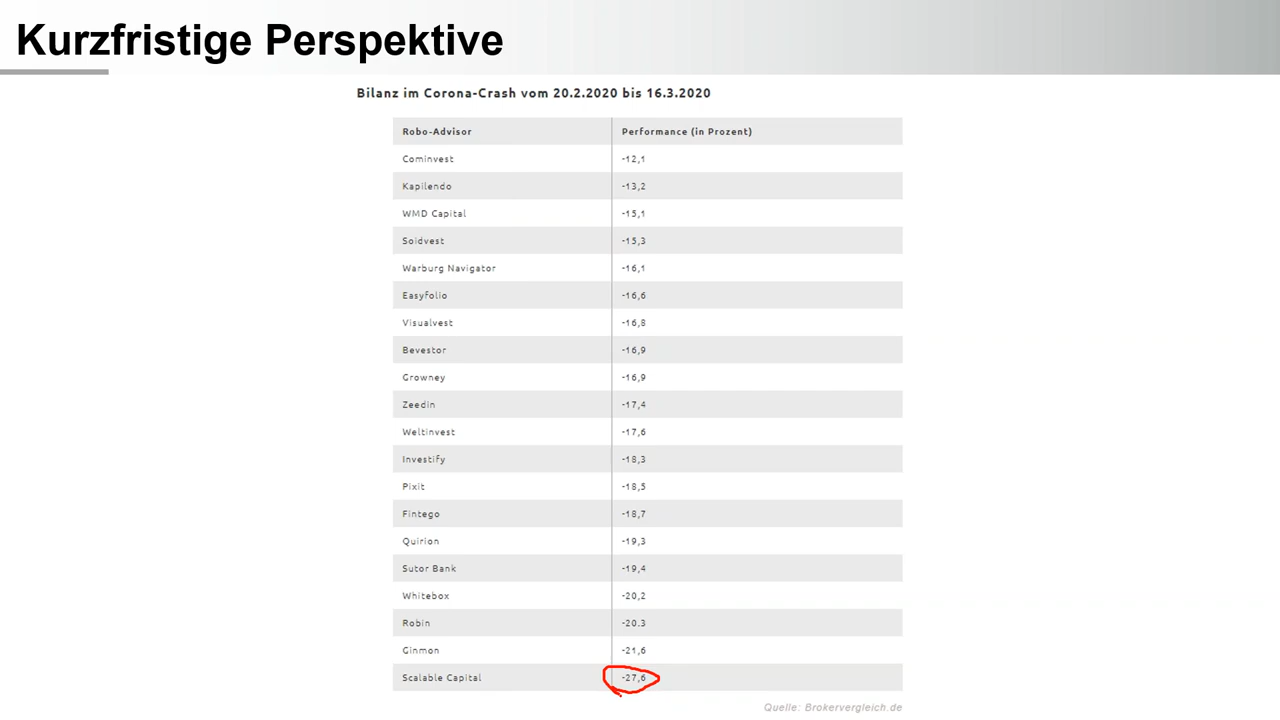 Kurzfristige Perspektive
Bilanz im Corona-Crash vom 20.2.2020 bis 16.3.2020
Robo-Advisor Performance (in Prozent)
Cominvest -12,1
Kapilendo -13,2
WMD Capital -15,1
Soidvest -15,3
Warburg Navigator -16,1
Easyfolio -16,6
Visualvest -16,8
Bevestor -16,9
Growney -16,9
Zeedin -17,4
Weltinvest -17,6
Investify -18,3
Pixit -18,5
Fintego -18,7
Quirion -19,3
Sutor Bank -19,4
Whitebox -20,2
Robin -20.3
Ginmon -21,6
Scalable Capital -27,6
Quelle: Brokervergleich.de